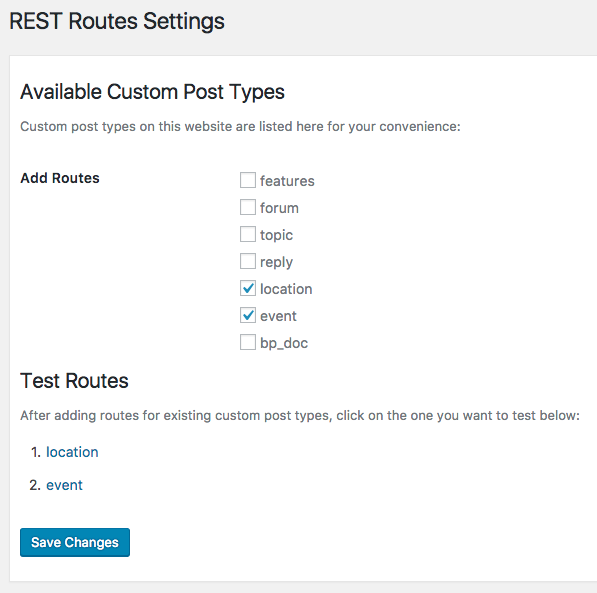 REST Routes Settings
Available Custom Post Types
Custom post types on this website are listed here for your convenience:
Add Routes
features
forum
topic
reply
location
event
bp_doc
Test Routes
After adding routes for existing custom post types, click on the one you want to test below:
1. location
2. event
Save Changes